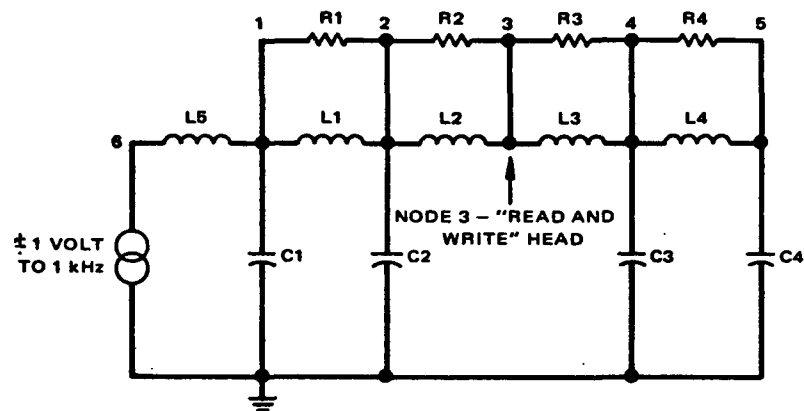 1
R1
2
R2
3
R3
4
R4
5
6
L5
L1
L2
L3
L4
NODE 3 – "READ AND
WRITE" HEAD
± 1 VOLT
TO 1 kHz
C1
C2
C3
C4